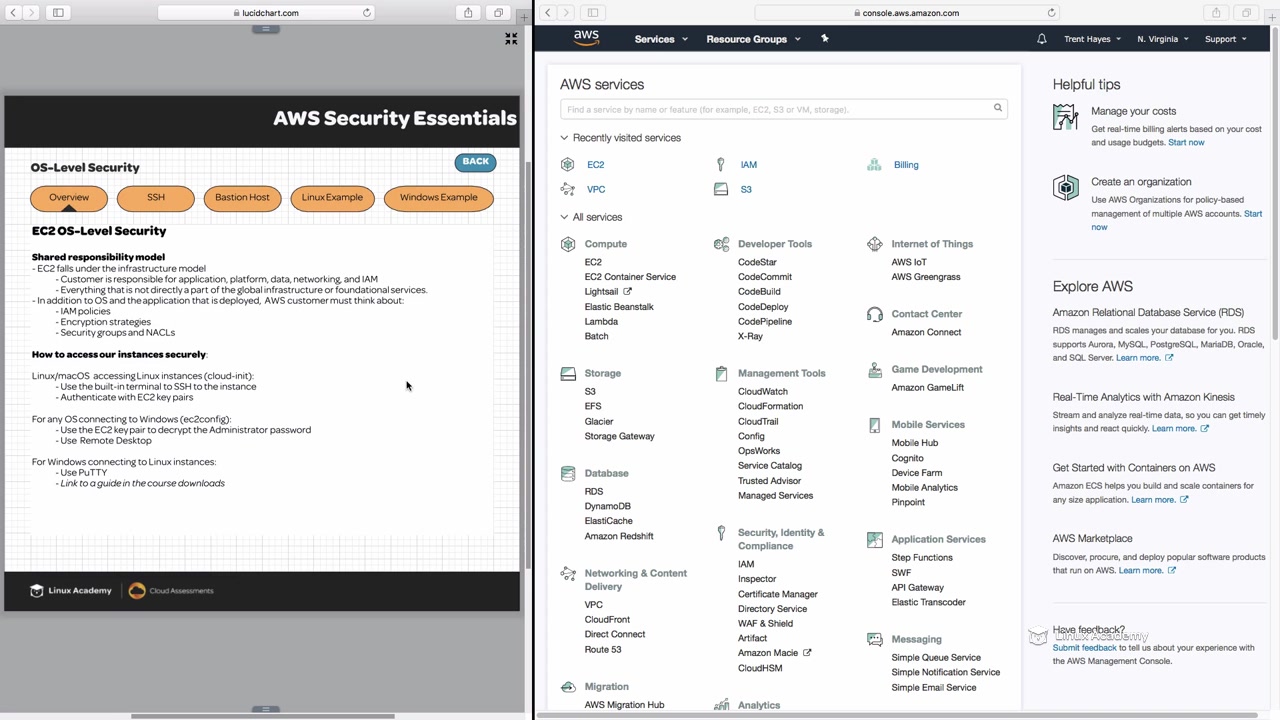 lucidchart.com
AWS Security Essentials
OS-Level Security
BACK
Overview
SSH
Bastion Host
Linux Example
Windows Example
EC2 OS-Level Security
Shared responsibility model
- EC2 falls under the infrastructure model
- Customer is responsible for application, platform, data, networking, and IAM
- Everything that is not directly a part of the global infrastructure or foundational services.
- In addition to OS and the application that is deployed, AWS customer must think about:
- IAM policies
- Encryption strategies
- Security groups and NACLs
How to access our instances securely:
Linux/macOS accessing Linux instances (cloud-init):
- Use the built-in terminal to SSH to the instance
- Authenticate with EC2 key pairs
For any OS connecting to Windows (ec2config):
- Use the EC2 key pair to decrypt the Administrator password
- Use Remote Desktop
For Windows connecting to Linux instances:
- Use PuTTY
- Link to a guide in the course downloads
Linux Academy
Cloud Assessments
console.aws.amazon.com
aws
Services
Resource Groups
Trent Hayes
N. Virginia
Support
AWS services
Find a service by name or feature (for example, EC2, S3 or VM, storage).
Recently visited services
EC2
IAM
Billing
VPC
S3
All services
Compute
EC2
EC2 Container Service
Lightsail
Elastic Beanstalk
Lambda
Batch
Storage
S3
EFS
Glacier
Storage Gateway
Database
RDS
DynamoDB
ElastiCache
Amazon Redshift
Networking & Content
Delivery
VPC
CloudFront
Direct Connect
Route 53
Migration
AWS Migration Hub
Developer Tools
CodeStar
CodeCommit
CodeBuild
CodeDeploy
CodePipeline
X-Ray
Management Tools
CloudWatch
CloudFormation
CloudTrail
Config
OpsWorks
Service Catalog
Trusted Advisor
Managed Services
Security, Identity &
Compliance
IAM
Inspector
Certificate Manager
Directory Service
WAF & Shield
Artifact
Amazon Macie
CloudHSM
Analytics
Internet of Things
AWS IoT
AWS Greengrass
Contact Center
Amazon Connect
Game Development
Amazon GameLift
Mobile Services
Mobile Hub
Cognito
Device Farm
Mobile Analytics
Pinpoint
Application Services
Step Functions
SWF
API Gateway
Elastic Transcoder
Messaging
Simple Queue Service
Simple Notification Service
Simple Email Service
Helpful tips
Manage your costs
Get real-time billing alerts based on your cost
and usage budgets. Start now
Create an organization
Use AWS Organizations for policy-based
management of multiple AWS accounts. Start
now
Explore AWS
Amazon Relational Database Service (RDS)
RDS manages and scales your database for you. RDS
supports Aurora, MySQL, PostgreSQL, MariaDB, Oracle,
and SQL Server. Learn more.
Real-Time Analytics with Amazon Kinesis
Stream and analyze real-time data, so you can get timely
insights and react quickly. Learn more.
Get Started with Containers on AWS
Amazon ECS helps you build and scale containers for
any size application. Learn more.
AWS Marketplace
Discover, procure, and deploy popular software products
that run on AWS. Learn more.
Have feedback?
Linux Academy
Submit feedback to tell us about your experience with
the AWS Management Console.